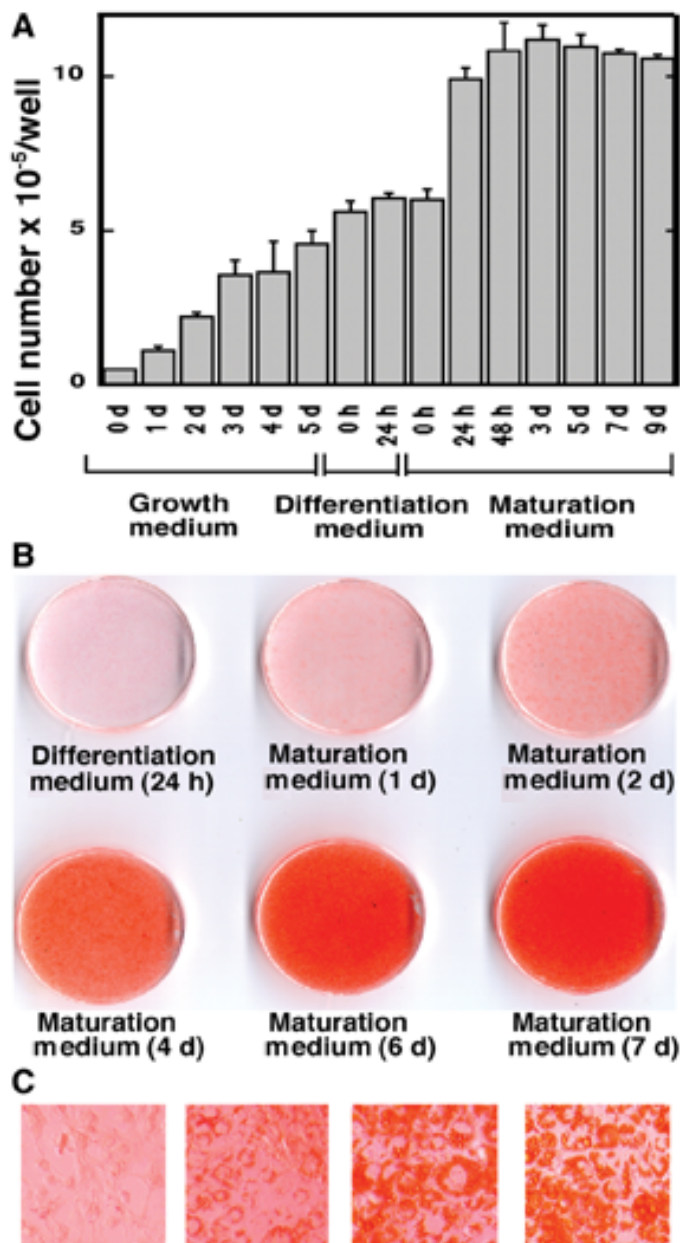 A
Cell number x 10⁻⁵/well
10
5
0
0 d
1 d
2 d
3 d
4 d
5 d
0 h
24 h
0 h
24 h
48 h
3 d
5 d
7 d
9 d
Growth
medium
Differentiation
medium
Maturation
medium
B
Differentiation
medium (24 h)
Maturation
medium (1 d)
Maturation
medium (2 d)
Maturation
medium (4 d)
Maturation
medium (6 d)
Maturation
medium (7 d)
C